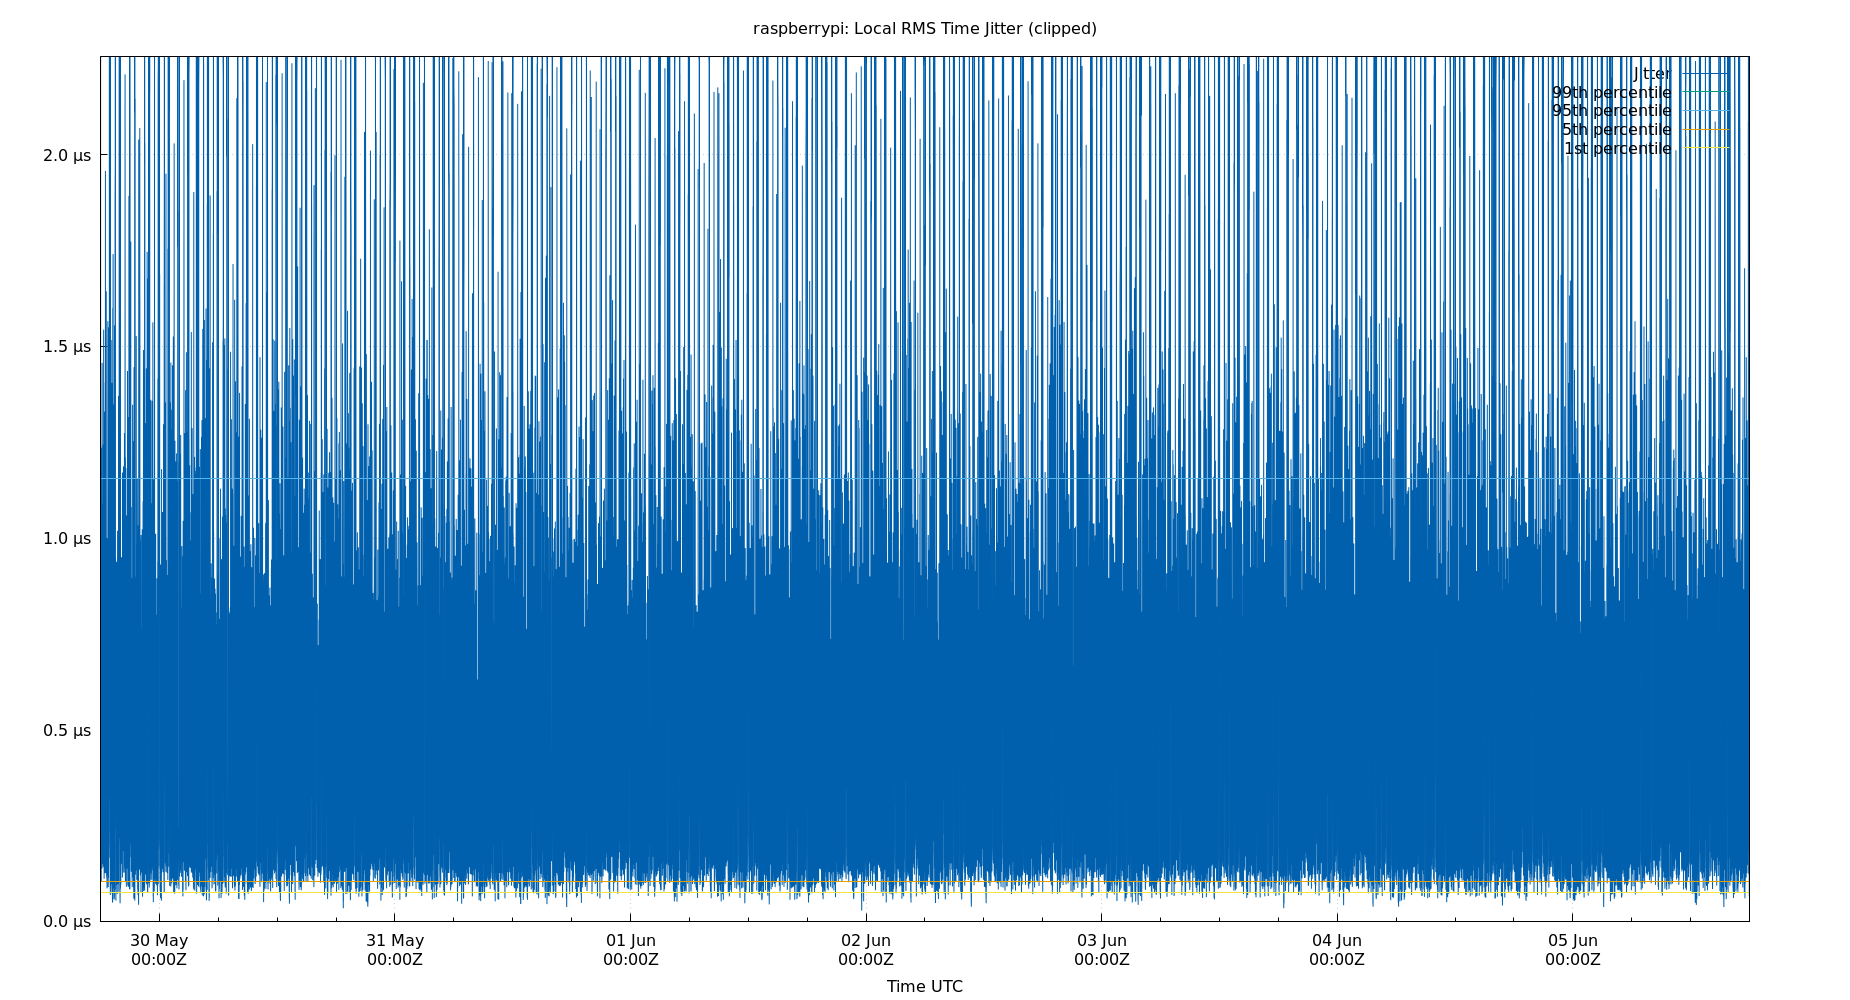 raspberrypi: Local RMS Time Jitter (clipped)
Jitter
99th percentile
95th percentile
5th percentile
1st percentile
2.0 µs
1.5 µs
1.0 µs
0.5 µs
0.0 µs
30 May 31 May 01 Jun 02 Jun 03 Jun 04 Jun 05 Jun
00:00Z 00:00Z 00:00Z 00:00Z 00:00Z 00:00Z 00:00Z
Time UTC